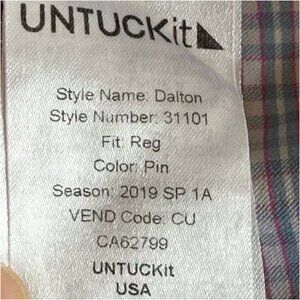 UNTUCKit
Style Name: Dalton
Style Number: 31101
Fit: Reg
Color: Pin
Season: 2019 SP 1A
VEND Code: CU
CA62799
UNTUCKit
USA